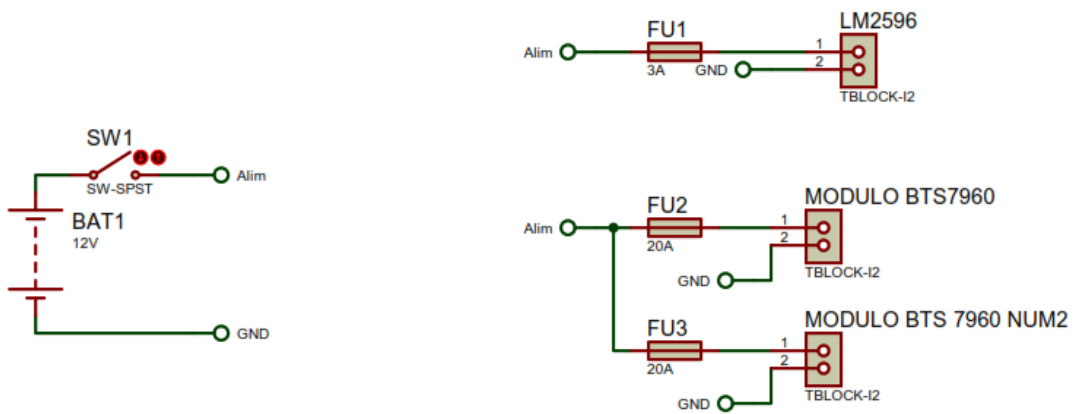 SW1
SW-SPST
Alim
BAT1
12V
GND
LM2596
FU1
Alim
3A
GND
1
2
TBLOCK-I2
MODULO BTS7960
FU2
Alim
20A
1
2
GND
TBLOCK-I2
MODULO BTS 7960 NUM2
FU3
20A
1
2
GND
TBLOCK-I2